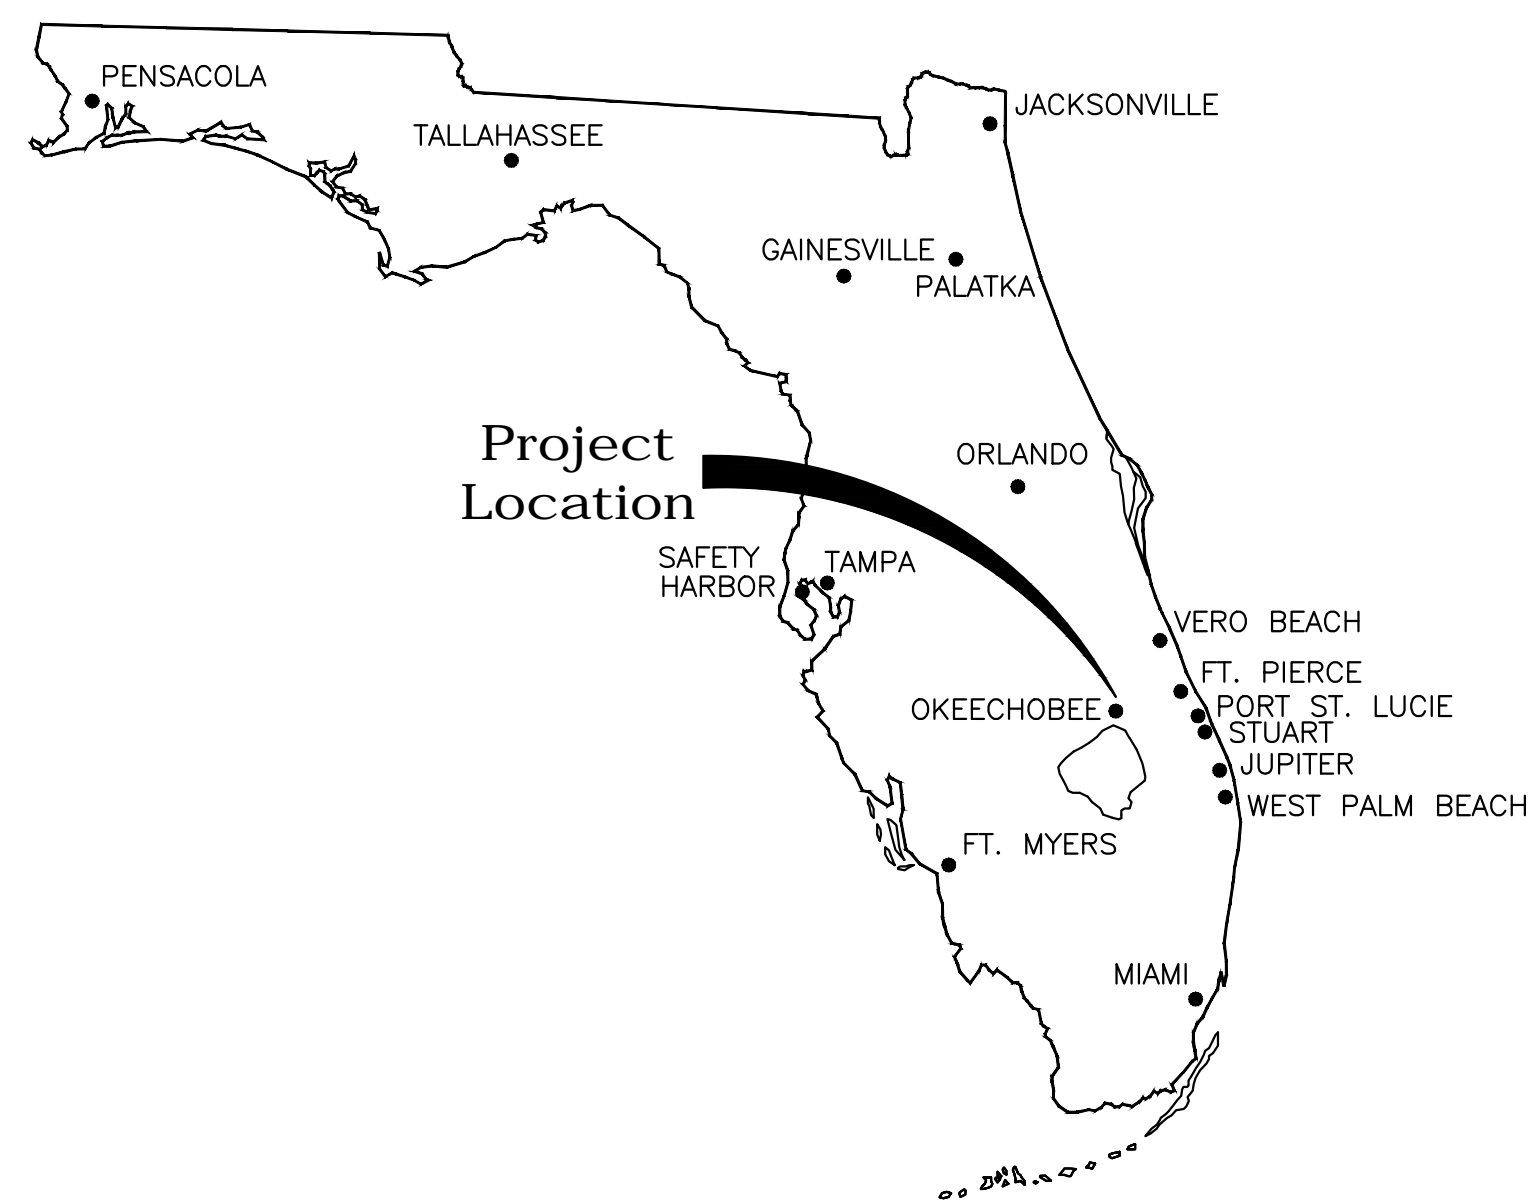 PENSACOLA
JACKSONVILLE
TALLAHASSEE
GAINESVILLE
PALATKA
Project
Location
ORLANDO
SAFETY
HARBOR
TAMPA
VERO BEACH
FT. PIERCE
OKEECHOBEE
PORT ST. LUCIE
STUART
JUPITER
WEST PALM BEACH
FT. MYERS
MIAMI